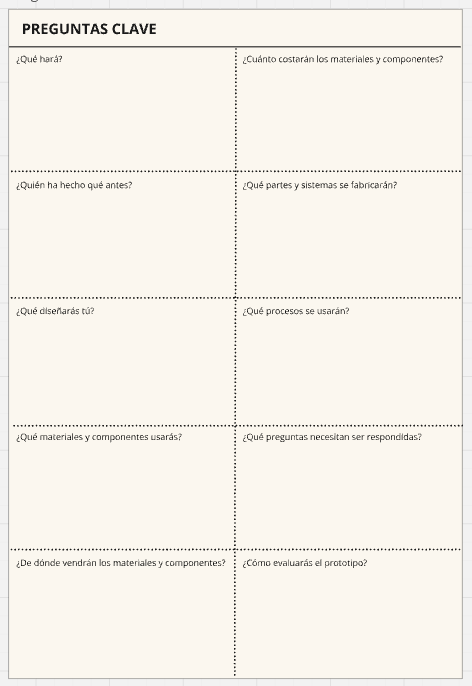 PREGUNTAS CLAVE
¿Qué hará?
¿Cuánto costarán los materiales y componentes?
¿Quién ha hecho qué antes?
¿Qué partes y sistemas se fabricarán?
¿Qué diseñarás tú?
¿Qué procesos se usarán?
¿Qué materiales y componentes usarás?
¿Qué preguntas necesitan ser respondidas?
¿De dónde vendrán los materiales y componentes?
¿Cómo evaluarás el prototipo?